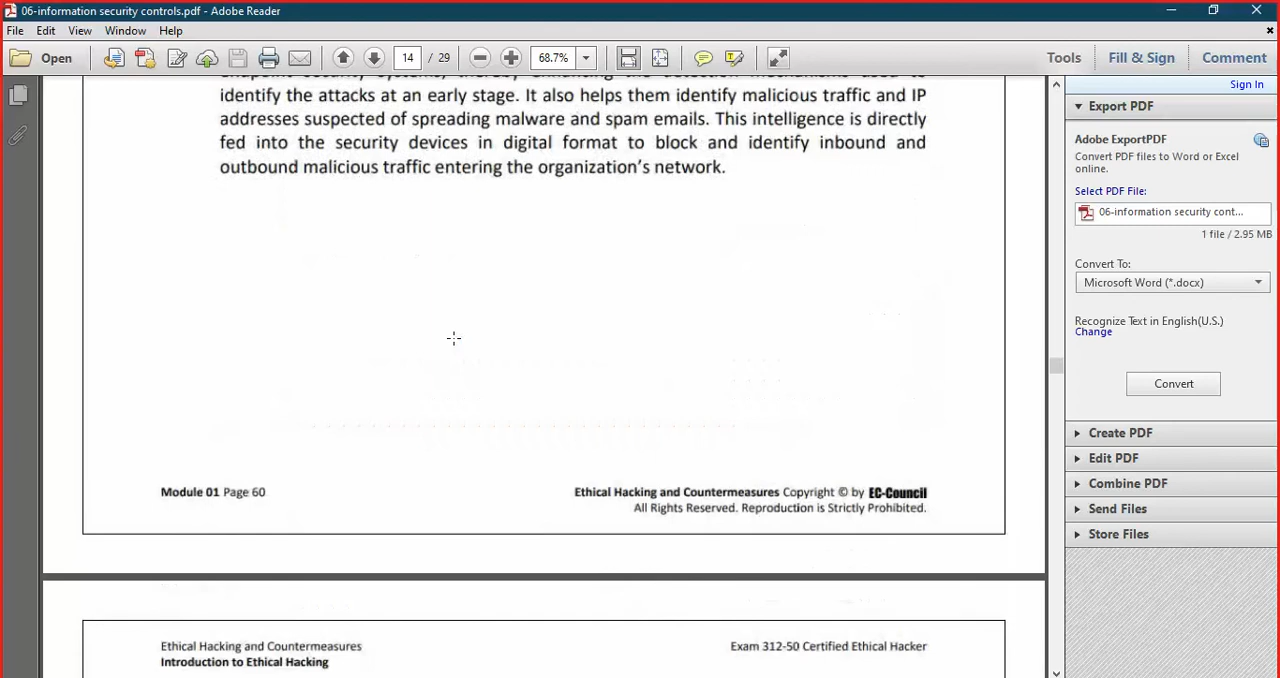 06-information security controls.pdf - Adobe Reader
File Edit View Window Help
Open 14 / 29 68.7% Tools Fill & Sign Comment
identify the attacks at an early stage. It also helps them identify malicious traffic and IP
addresses suspected of spreading malware and spam emails. This intelligence is directly
fed into the security devices in digital format to block and identify inbound and
outbound malicious traffic entering the organization's network.
Module 01 Page 60
Ethical Hacking and Countermeasures Copyright © by EC-Council
All Rights Reserved. Reproduction is Strictly Prohibited.
Ethical Hacking and Countermeasures
Introduction to Ethical Hacking
Exam 312-50 Certified Ethical Hacker
Sign In
Export PDF
Adobe ExportPDF
Convert PDF files to Word or Excel
online.
Select PDF File:
06-information security cont...
1 file / 2.95 MB
Convert To:
Microsoft Word (*.docx)
Recognize Text in English(U.S.)
Change
Convert
Create PDF
Edit PDF
Combine PDF
Send Files
Store Files